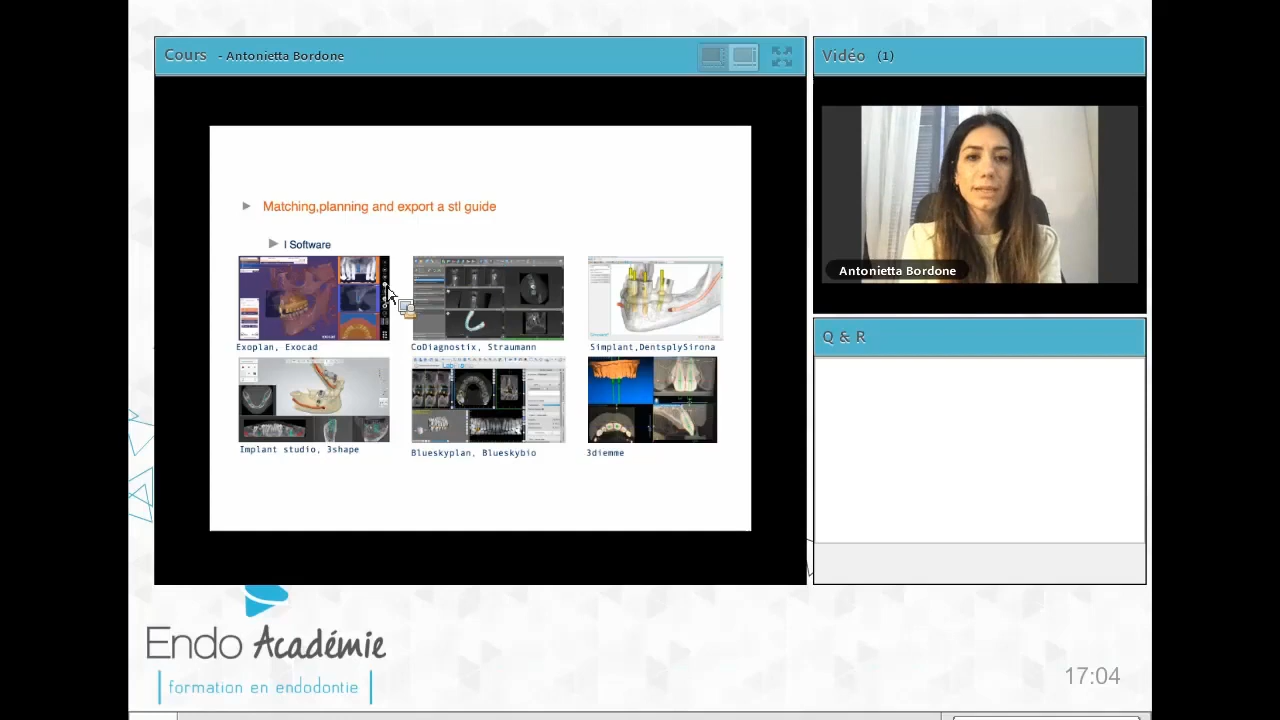 Cours - Antonietta Bordone
Vidéo (1)
Matching,planning and export a stl guide
I Software
Antonietta Bordone
Q & R
Exoplan, Exocad
CoDiagnostix, Straumann
Simplant,DentsplySirona
Implant studio, 3shape
Blueskyplan, Blueskybio
3diemme
Endo Académie
formation en endodontie
17:04